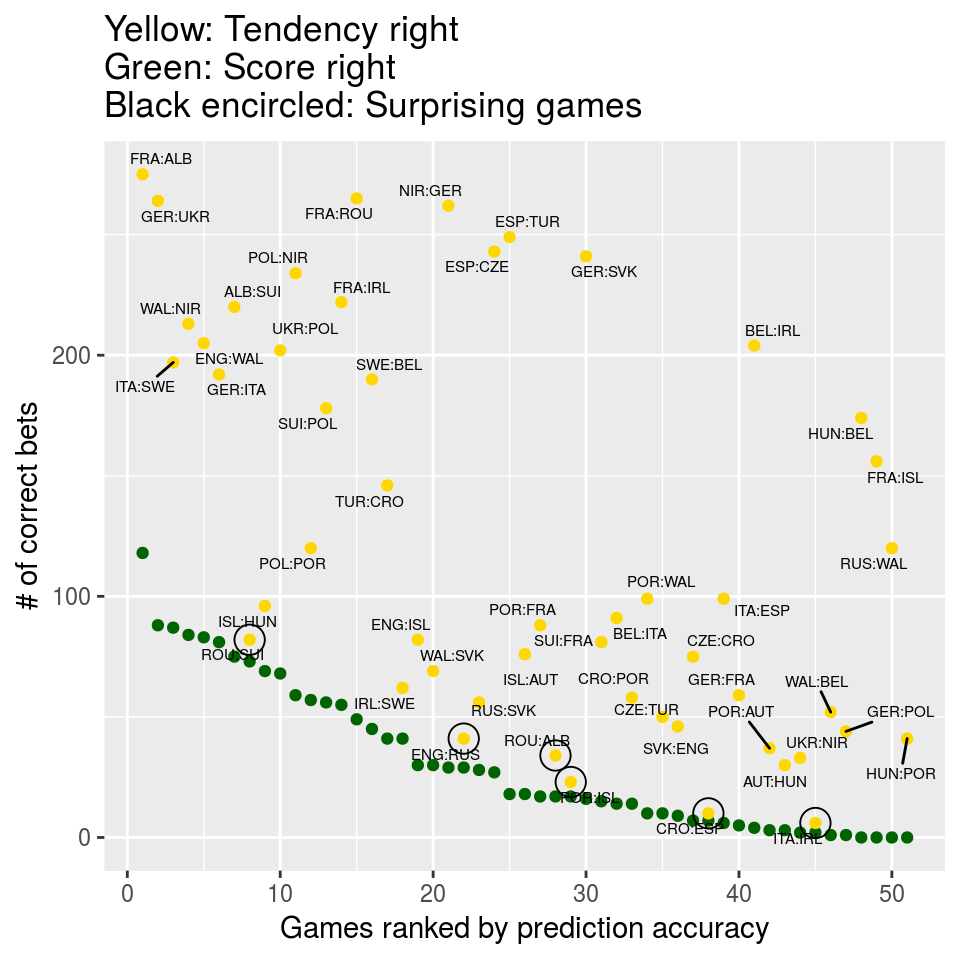 Yellow: Tendency right
Green: Score right
Black encircled: Surprising games
FRA:ALB
NIR:GER
FRA:ROU
GER:UKR
ESP:TUR
POL:NIR
ESP:CZE
GER:SVK
ALB:SUI
FRA:IRL
WAL:NIR
UKR:POL
BEL:IRL
ENG:WAL
SWE:BEL
ITA:SWE
GER:ITA
SUI:POL
HUN:BEL
FRA:ISL
TUR:CRO
POL:POR
RUS:WAL
POR:WAL
POR:FRA
ITA:ESP
ISL:HUN
ENG:ISL
BEL:ITA
SUI:FRA
CZE:CRO
ROU:SUI
WAL:SVK
ISL:AUT
CRO:POR
GER:FRA
WAL:BEL
IRL:SWE
RUS:SVK
CZE:TUR
POR:AUT
GER:POL
ENG:RUS
ROU:ALB
SVK:ENG
UKR:NIR
HUN:POR
AUT:HUN
POR:ISL
CRO:ESP
ITA:IRL
200
100
0
0 10 20 30 40 50
# of correct bets
Games ranked by prediction accuracy